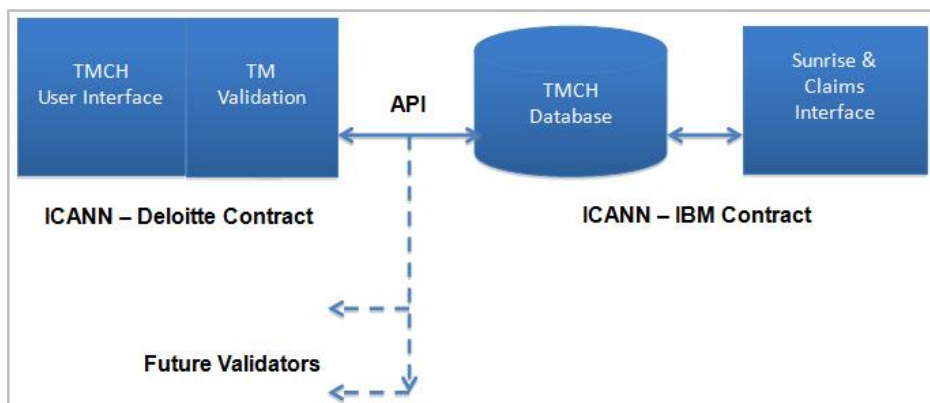 TMCH
User Interface
TM
Validation
API
TMCH
Database
Sunrise &
Claims
Interface
ICANN – Deloitte Contract
ICANN – IBM Contract
Future Validators